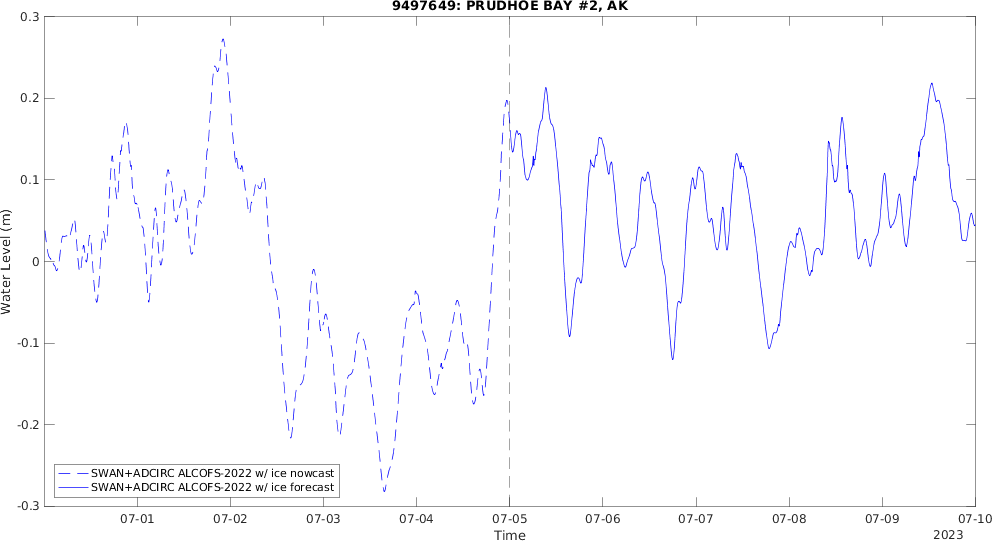 9497649: PRUDHOE BAY #2, AK
0.3
0.2
0.1
0
-0.1
-0.2
-0.3
Water Level (m)
SWAN+ADCIRC ALCOFS-2022 w/ ice nowcast
SWAN+ADCIRC ALCOFS-2022 w/ ice forecast
07-01 07-02 07-03 07-04 07-05 07-06 07-07 07-08 07-09 07-10
Time
2023